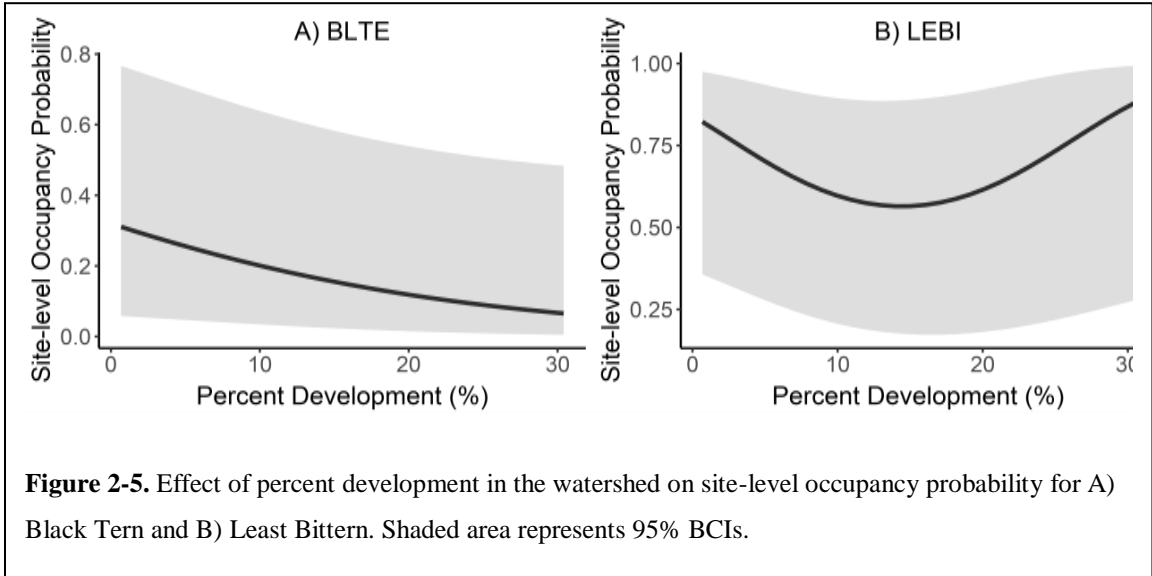 A) BLTE
Site-level Occupancy Probability
0.8
0.6
0.4
0.2
0.0
0
10
20
30
Percent Development (%)
B) LEBI
Site-level Occupancy Probability
1.00
0.75
0.50
0.25
0
10
20
30
Percent Development (%)
Figure 2-5. Effect of percent development in the watershed on site-level occupancy probability for A)
Black Tern and B) Least Bittern. Shaded area represents 95% BCIs.